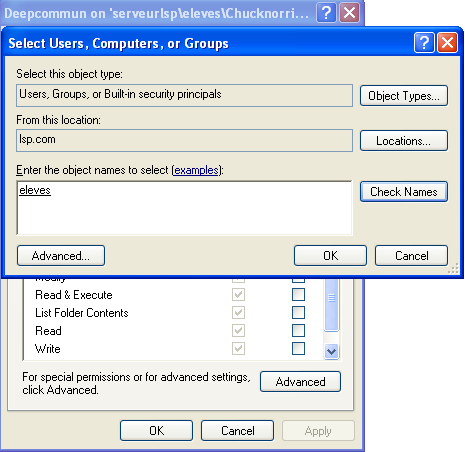 Deepcommun on 'serveurlsp\eleves\Chucknorri...
Select Users, Computers, or Groups
Select this object type:
Users, Groups, or Built-in security principals
Object Types...
From this location:
lsp.com
Locations...
Enter the object names to select (examples):
eleves
Check Names
Advanced...
OK
Cancel
Modify
Read & Execute
List Folder Contents
Read
Write
For special permissions or for advanced settings,
click Advanced.
Advanced
OK
Cancel
Apply